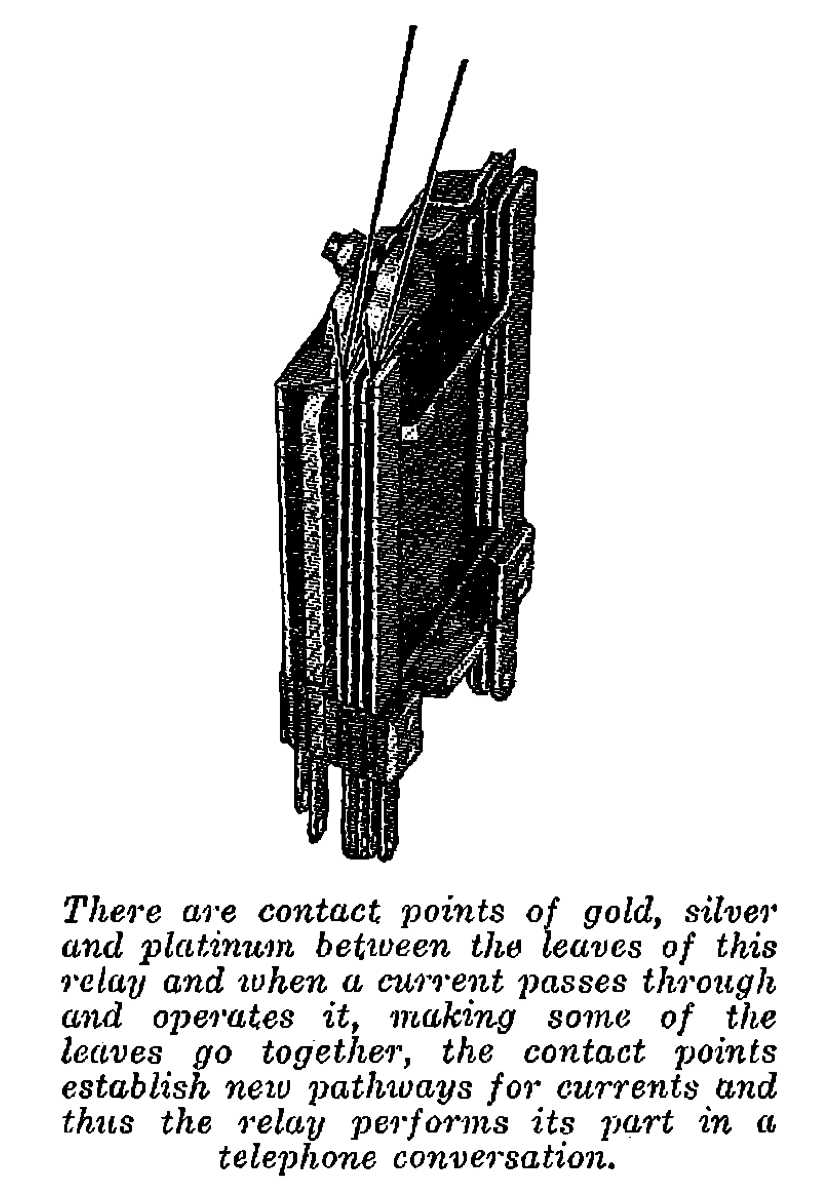 There are contact points of gold, silver
and platinum between the leaves of this
relay and when a current passes through
and operates it, making some of the
leaves go together, the contact points
establish new pathways for currents and
thus the relay performs its part in a
telephone conversation.